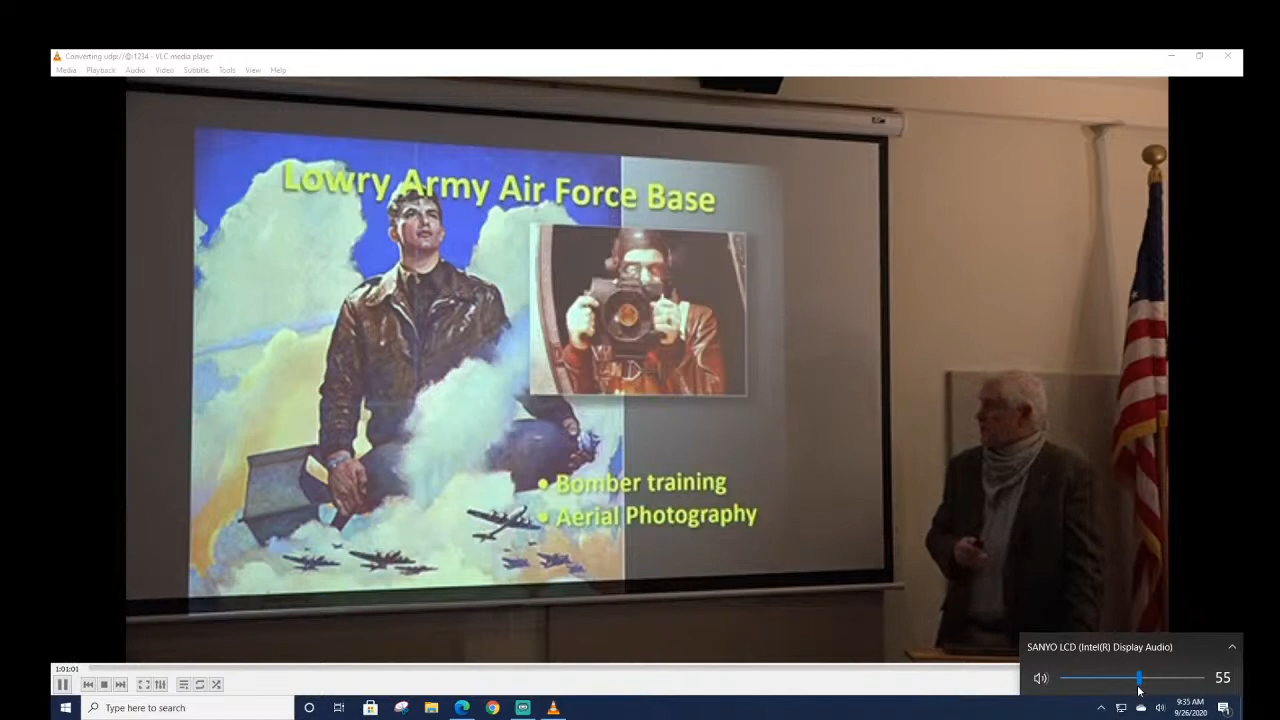 Converting udp://@:1234 - VLC media player
Media Playback Audio Video Subtitle Tools View Help
Lowry Army Air Force Base
• Bomber training
• Aerial Photography
SANYO LCD (Intel(R) Display Audio)
55
1:01:01
Type here to search
9:35 AM
9/26/2020